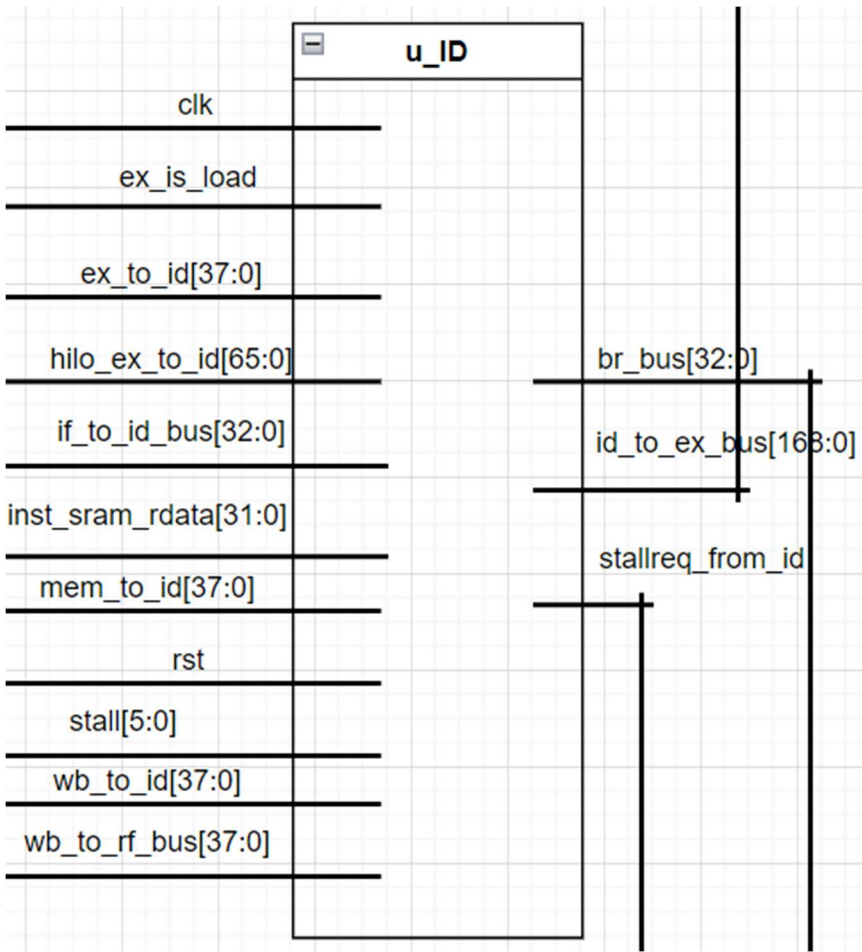 u_ID
clk
ex_is_load
ex_to_id[37:0]
hilo_ex_to_id[65:0]
if_to_id_bus[32:0]
inst_sram_rdata[31:0]
mem_to_id[37:0]
rst
stall[5:0]
wb_to_id[37:0]
wb_to_rf_bus[37:0]
br_bus[32:0]
id_to_ex_bus[168:0]
stallreq_from_id